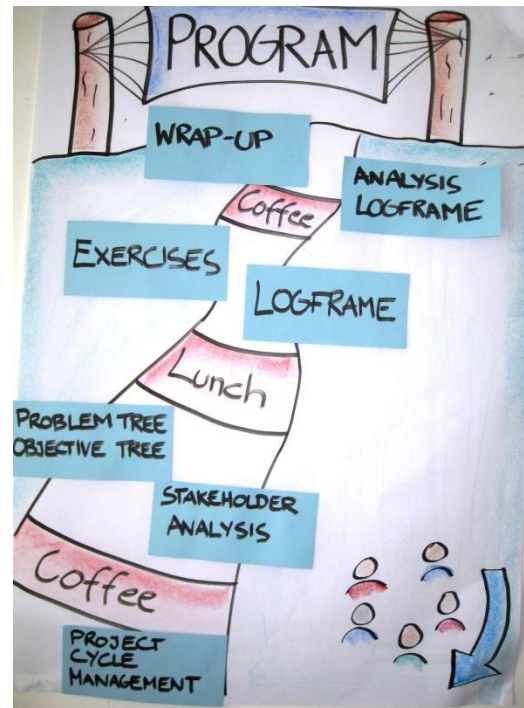 PROGRAM
WRAP-UP
ANALYSIS
LOGFRAME
Coffee
EXERCISES
LOGFRAME
Lunch
PROBLEM TREE
OBJECTIVE TREE
STAKEHOLDER
ANALYSIS
Coffee
PROJECT
CYCLE
MANAGEMENT